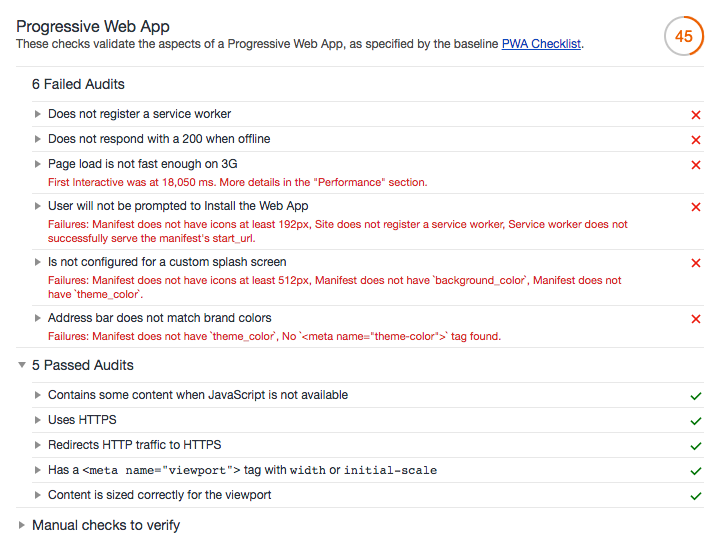 Progressive Web App
These checks validate the aspects of a Progressive Web App, as specified by the baseline PWA Checklist.
45
6 Failed Audits
Does not register a service worker
Does not respond with a 200 when offline
Page load is not fast enough on 3G
First Interactive was at 18,050 ms. More details in the "Performance" section.
User will not be prompted to Install the Web App
Failures: Manifest does not have icons at least 192px, Site does not register a service worker, Service worker does not
successfully serve the manifest's start_url.
Is not configured for a custom splash screen
Failures: Manifest does not have icons at least 512px, Manifest does not have `background_color`, Manifest does not
have `theme_color`.
Address bar does not match brand colors
Failures: Manifest does not have `theme_color`, No `<meta name="theme-color">` tag found.
5 Passed Audits
Contains some content when JavaScript is not available
Uses HTTPS
Redirects HTTP traffic to HTTPS
Has a <meta name="viewport"> tag with width or initial-scale
Content is sized correctly for the viewport
Manual checks to verify